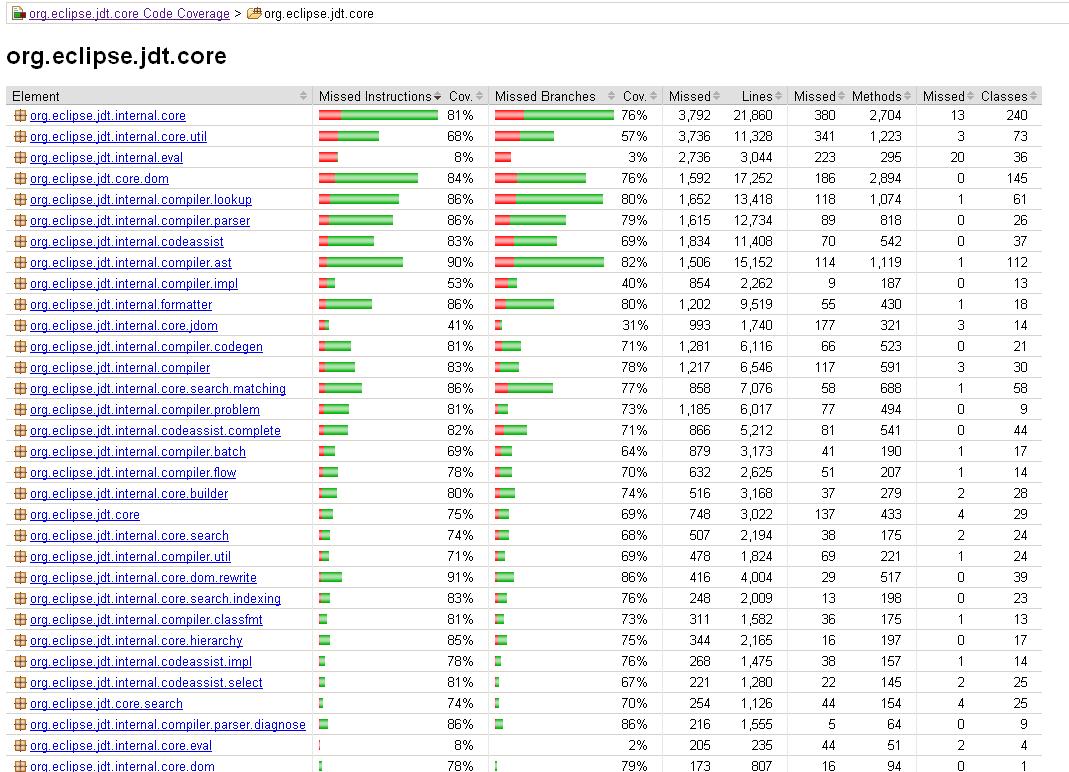 org.eclipse.jdt.core Code Coverage > org.eclipse.jdt.core
org.eclipse.jdt.core
Element Missed Instructions Cov. Missed Branches Cov. Missed Lines Missed Methods Missed Classes
org.eclipse.jdt.internal.core 81% 76% 3,792 21,860 380 2,704 13 240
org.eclipse.jdt.core.util 68% 57% 3,736 11,328 341 1,223 3 73
org.eclipse.jdt.internal.eval 8% 3% 2,736 3,044 223 295 20 36
org.eclipse.jdt.core.dom 84% 76% 1,592 17,252 186 2,894 0 145
org.eclipse.jdt.internal.compiler.lookup 86% 80% 1,652 13,418 118 1,074 1 61
org.eclipse.jdt.internal.compiler.parser 86% 79% 1,615 12,734 89 818 0 26
org.eclipse.jdt.internal.codeassist 83% 69% 1,834 11,408 70 542 0 37
org.eclipse.jdt.internal.compiler.ast 90% 82% 1,506 15,152 114 1,119 1 112
org.eclipse.jdt.internal.compiler.impl 53% 40% 854 2,262 9 187 0 13
org.eclipse.jdt.internal.formatter 86% 80% 1,202 9,519 55 430 1 18
org.eclipse.jdt.internal.core.jdom 41% 31% 993 1,740 177 321 3 14
org.eclipse.jdt.internal.compiler.codegen 81% 71% 1,281 6,116 66 523 0 21
org.eclipse.jdt.internal.compiler 83% 78% 1,217 6,546 117 591 3 30
org.eclipse.jdt.internal.core.search.matching 86% 77% 858 7,076 58 688 1 58
org.eclipse.jdt.internal.compiler.problem 81% 73% 1,185 6,017 77 494 0 9
org.eclipse.jdt.internal.codeassist.complete 82% 71% 866 5,212 81 541 0 44
org.eclipse.jdt.internal.compiler.batch 69% 64% 879 3,173 41 190 1 17
org.eclipse.jdt.internal.compiler.flow 78% 70% 632 2,625 51 207 1 14
org.eclipse.jdt.internal.core.builder 80% 74% 516 3,168 37 279 2 28
org.eclipse.jdt.core 75% 69% 748 3,022 137 433 4 29
org.eclipse.jdt.internal.core.search 74% 68% 507 2,194 38 175 2 24
org.eclipse.jdt.internal.compiler.util 71% 69% 478 1,824 69 221 1 24
org.eclipse.jdt.internal.core.dom.rewrite 91% 86% 416 4,004 29 517 0 39
org.eclipse.jdt.internal.core.search.indexing 83% 76% 248 2,009 13 198 0 23
org.eclipse.jdt.internal.compiler.classfmt 81% 73% 311 1,582 36 175 1 13
org.eclipse.jdt.internal.core.hierarchy 85% 75% 344 2,165 16 197 0 17
org.eclipse.jdt.internal.codeassist.impl 78% 76% 268 1,475 38 157 1 14
org.eclipse.jdt.internal.codeassist.select 81% 67% 221 1,280 22 145 2 25
org.eclipse.jdt.core.search 74% 70% 254 1,126 44 154 4 25
org.eclipse.jdt.internal.compiler.parser.diagnose 86% 86% 216 1,555 5 64 0 9
org.eclipse.jdt.internal.core.eval 8% 2% 205 235 44 51 2 4
org.eclipse.jdt.internal.core.dom 78% 79% 173 807 16 94 0 1